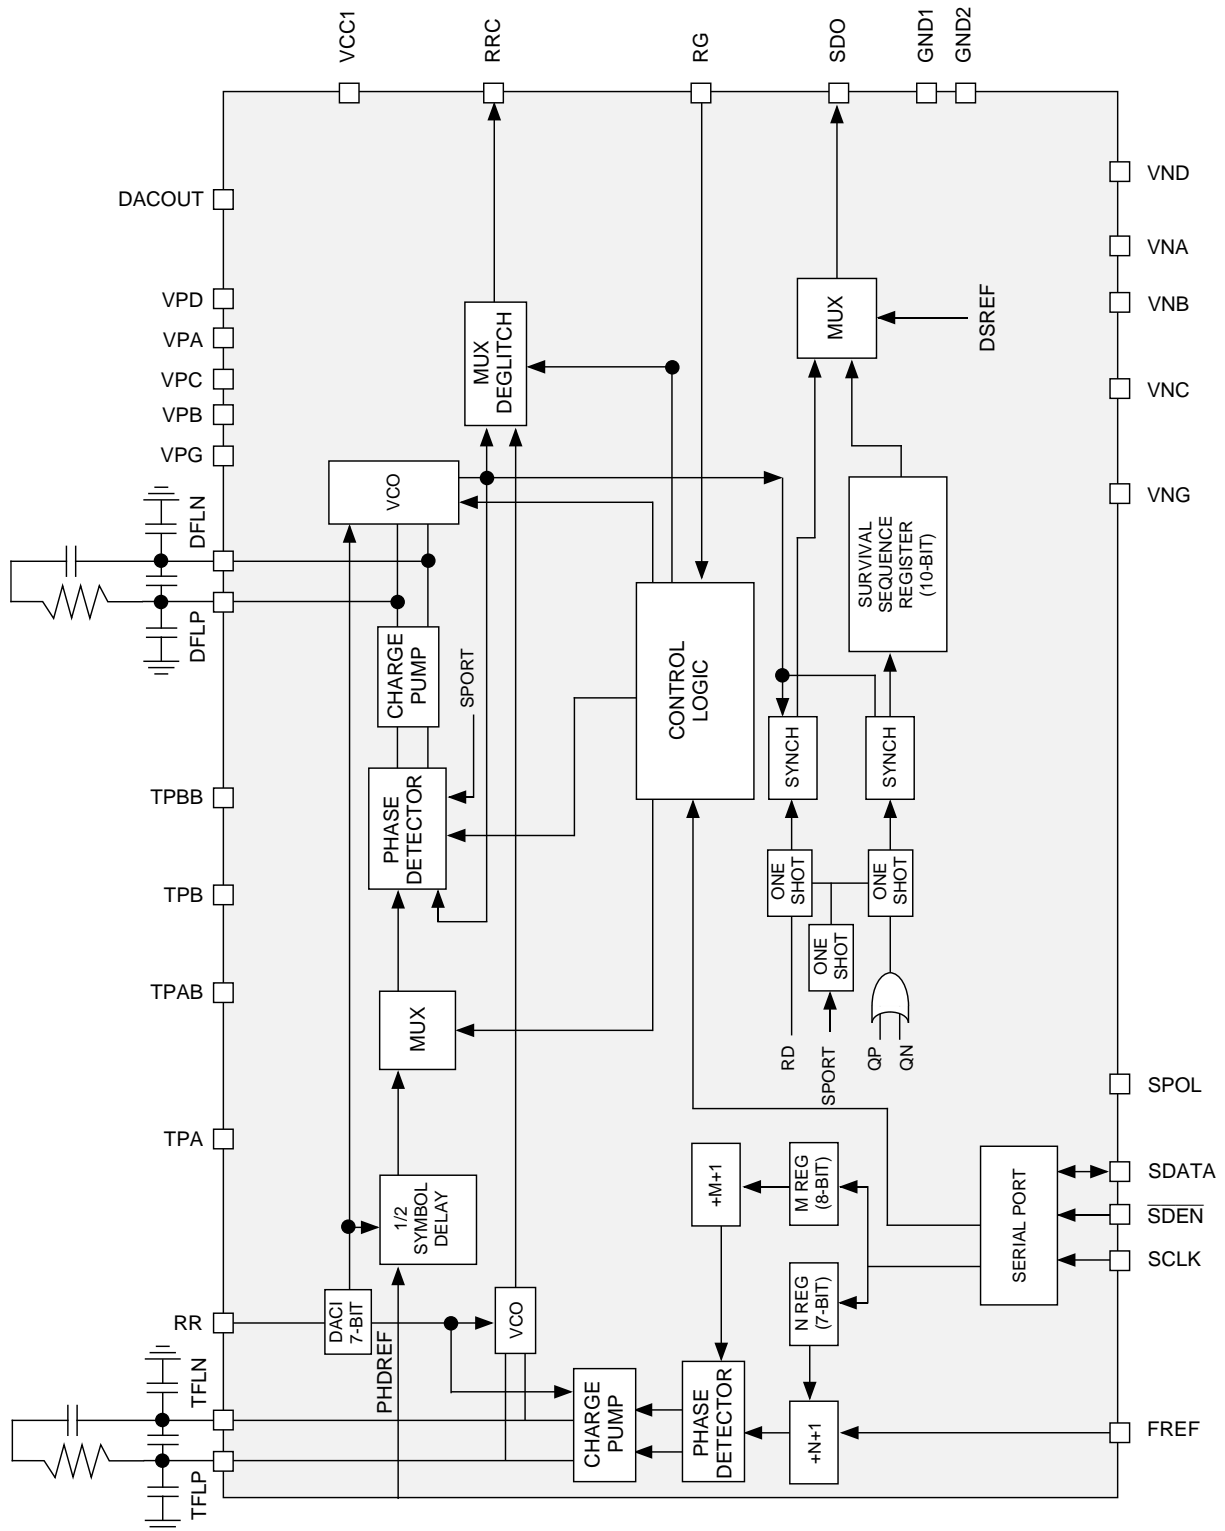 VCC1
RRC
RG
SDO
GND1
GND2
DACOUT
VPD
VPA
VPC
VPB
VPG
DFLN
DFLP
TPBB
TPB
TPAB
TPA
RR
TFLN
TFLP
VND
VNA
VNB
VNC
VNG
SPOL
SDATA
SDEN
SCLK
FREF
MUX
DEGLITCH
MUX
DSREF
VCO
CHARGE
PUMP
SPORT
PHASE
DETECTOR
CONTROL
LOGIC
SURVIVAL
SEQUENCE
REGISTER
(10-BIT)
SYNCH
SYNCH
ONE
SHOT
ONE
SHOT
ONE
SHOT
RD
SPORT
QP
QN
MUX
1/2
SYMBOL
DELAY
DACI
7-BIT
PHDREF
VCO
CHARGE
PUMP
PHASE
DETECTOR
+M+1
M REG
(8-BIT)
N REG
(7-BIT)
+N+1
SERIAL PORT